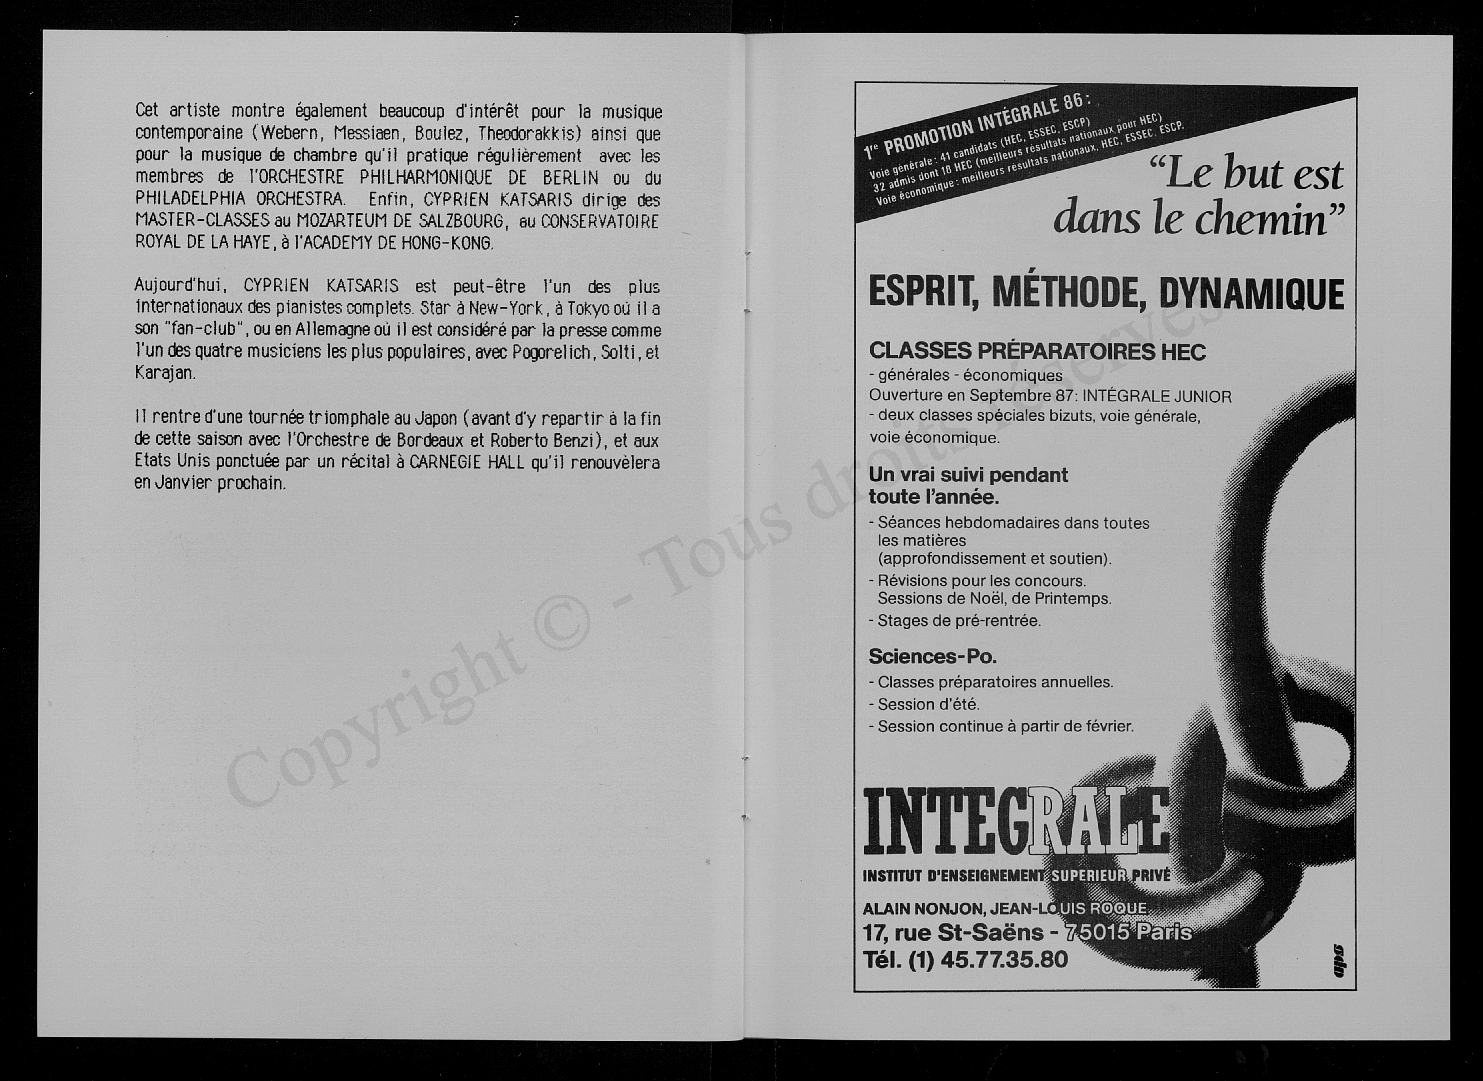 Cet artiste montre également beaucoup d'intérêt pour la musique
contemporaine (Webern, Messiaen, Boulez, Theodorakkis) ainsi que
pour la musique de chambre qu'il pratique régulièrement avec les
membres de l'ORCHESTRE PHILHARMONIQUE DE BERLIN ou du
PHILADELPHIA ORCHESTRA. Enfin, CYPRIEN KATSARIS dirige des
MASTER-CLASSES au MOZARTEUM DE SALZBOURG, au CONSERVATOIRE
ROYAL DE LA HAYE, à l'ACADEMY DE HONG-KONG.
Aujourd'hui, CYPRIEN KATSARIS est peut-être l'un des plus
internationaux des pianistes complets. Star à New-York, à Tokyo où il a
son "fan-club", ou en Allemagne où il est considéré par la presse comme
l'un des quatre musiciens les plus populaires, avec Pogorelich, Solti, et
Karajan.
Il rentre d'une tournée triomphale au Japon (avant d'y repartir à la fin
de cette saison avec l'Orchestre de Bordeaux et Roberto Benzi), et aux
Etats Unis ponctuée par un récital à CARNEGIE HALL qu'il renouvèlera
en Janvier prochain.
1re PROMOTION INTÉGRALE 86 :
Voie générale : 41 candidats (HEC, ESSEC, ESCP)
32 admis dont 18 HEC (meilleurs résultats nationaux pour HEC)
Voie économique : meilleurs résultats nationaux, HEC, ESSEC, ESCP.
“Le but est
dans le chemin”
ESPRIT, MÉTHODE, DYNAMIQUE
CLASSES PRÉPARATOIRES HEC
- générales - économiques
Ouverture en Septembre 87: INTÉGRALE JUNIOR
- deux classes spéciales bizuts, voie générale,
voie économique.
Un vrai suivi pendant
toute l'année.
- Séances hebdomadaires dans toutes
les matières
(approfondissement et soutien).
- Révisions pour les concours.
Sessions de Noël, de Printemps.
- Stages de pré-rentrée.
Sciences-Po.
- Classes préparatoires annuelles.
- Session d'été.
- Session continue à partir de février.
INTEGRALE
INSTITUT D'ENSEIGNEMENT SUPERIEUR PRIVÉ
ALAIN NONJON, JEAN-LOUIS ROQUE
17, rue St-Saëns - 75015 Paris
Tél. (1) 45.77.35.80
Copyright © - Tous droits réservés